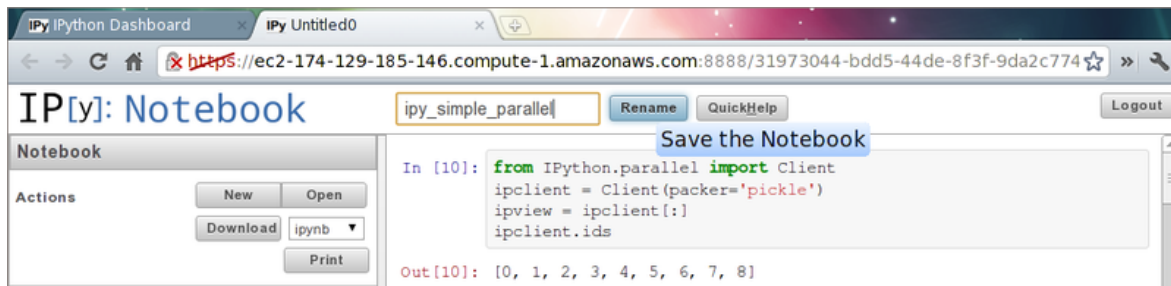 IPy IPython Dashboard × IPy Untitled0 ×
https://ec2-174-129-185-146.compute-1.amazonaws.com:8888/31973044-bdd5-44de-8f3f-9da2c774 »
IP[y]: Notebook ipy_simple_parallel Rename QuickHelp Logout
Save the Notebook
Notebook
Actions New Open
Download ipynb
Print
In [10]: from IPython.parallel import Client
ipclient = Client(packer='pickle')
ipview = ipclient[:]
ipclient.ids
Out[10]: [0, 1, 2, 3, 4, 5, 6, 7, 8]